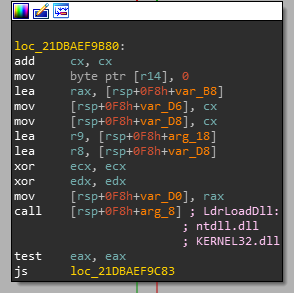 loc_21DBAEF9B80:
add cx, cx
mov byte ptr [r14], 0
lea rax, [rsp+0F8h+var_B8]
mov [rsp+0F8h+var_D6], cx
mov [rsp+0F8h+var_D8], cx
lea r9, [rsp+0F8h+arg_18]
lea r8, [rsp+0F8h+var_D8]
xor ecx, ecx
xor edx, edx
mov [rsp+0F8h+var_D0], rax
call [rsp+0F8h+arg_8] ; LdrLoadDll:
; ntdll.dll
; KERNEL32.dll
test eax, eax
js loc_21DBAEF9C83